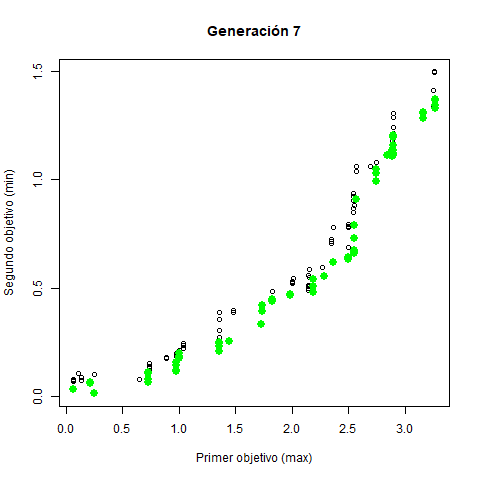 Generación 7
Segundo objetivo (min)
1.5
1.0
0.5
0.0
0.0 0.5 1.0 1.5 2.0 2.5 3.0
Primer objetivo (max)